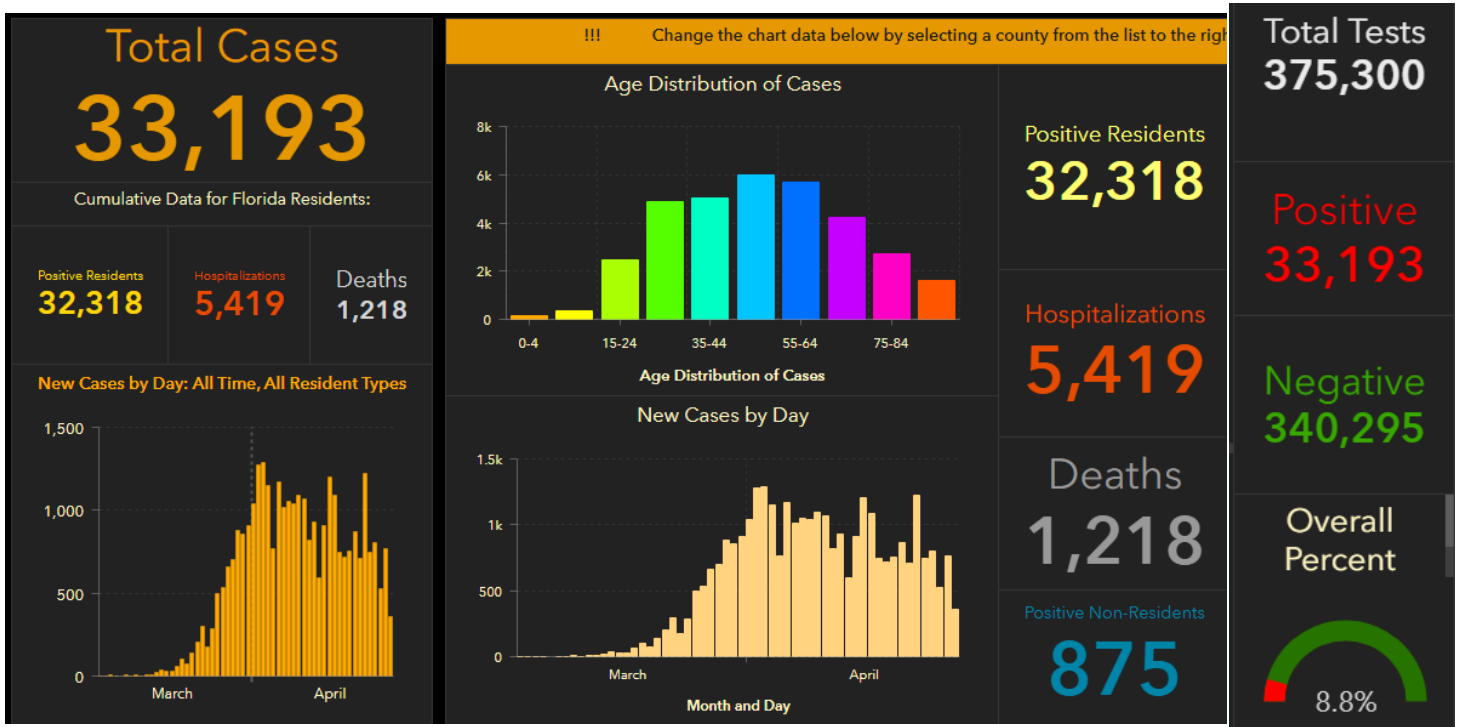 Total Cases
33,193
Cumulative Data for Florida Residents:
Positive Residents
32,318
Hospitalizations
5,419
Deaths
1,218
New Cases by Day: All Time, All Resident Types
1,500
1,000
500
0
March April
!!! Change the chart data below by selecting a county from the list to the righ
Age Distribution of Cases
8k
6k
4k
2k
0
0-4 15-24 35-44 55-64 75-84
Age Distribution of Cases
New Cases by Day
1.5k
1k
500
0
March April
Month and Day
Positive Residents
32,318
Hospitalizations
5,419
Deaths
1,218
Positive Non-Residents
875
Total Tests
375,300
Positive
33,193
Negative
340,295
Overall
Percent
8.8%